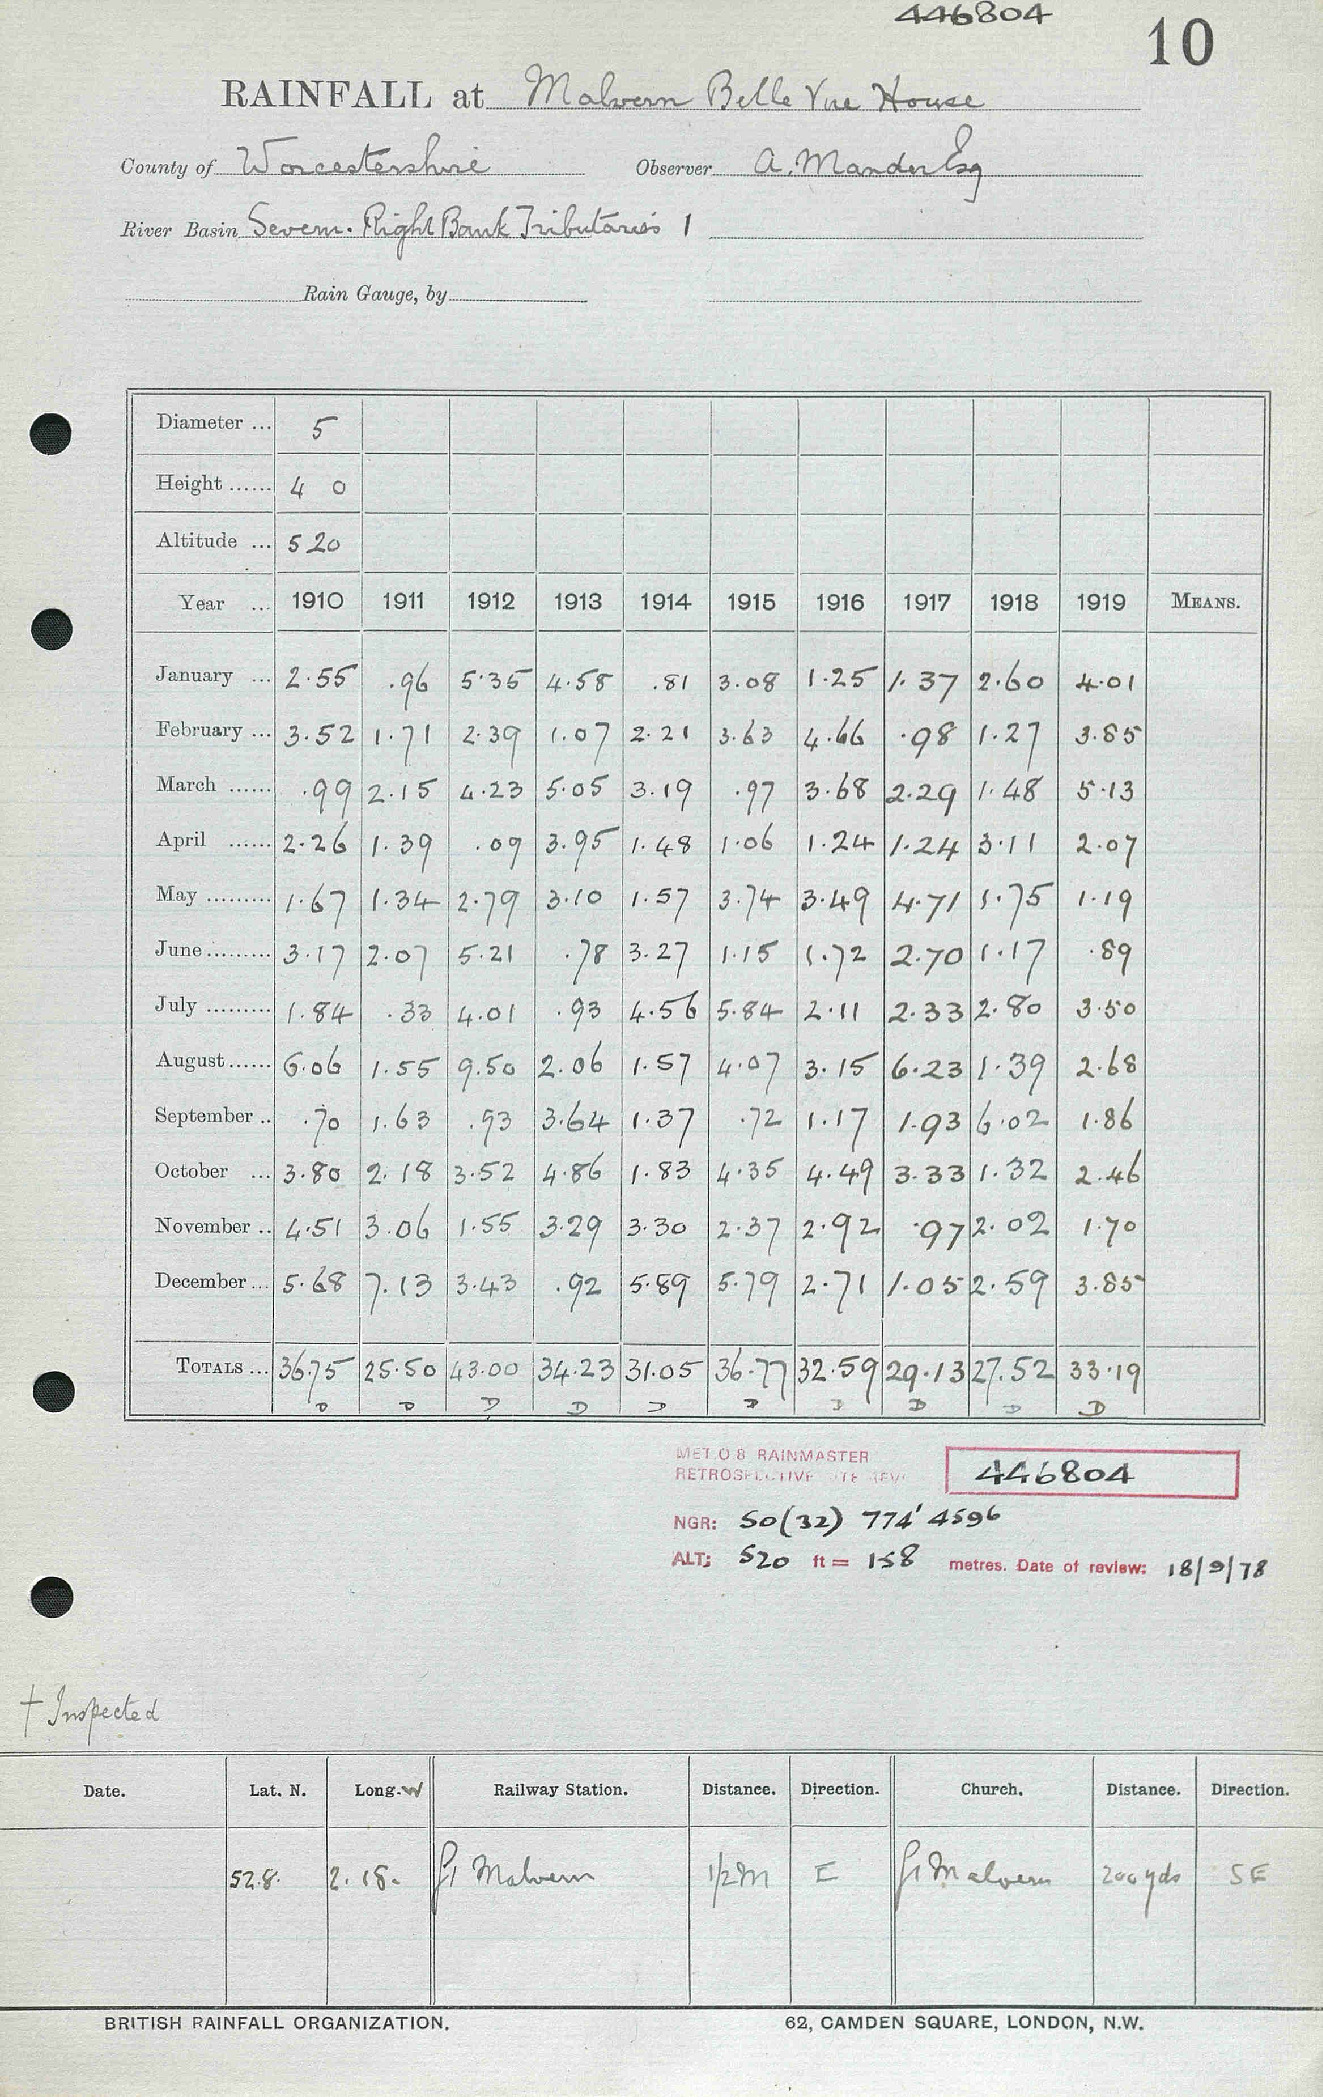 446804
10
RAINFALL at Malvern Belle Vue House
County of Worcestershire Observer A. Mander Esq
River Basin Severn. Right Bank Tributaries 1
Rain Gauge, by
Diameter ... 5
Height ...... 4 0
Altitude ... 520
Year ... 1910 1911 1912 1913 1914 1915 1916 1917 1918 1919 MEANS.
January ... 2.55 .96 5.35 4.58 .81 3.08 1.25 1.37 2.60 4.01
February ... 3.52 1.71 2.39 1.07 2.21 3.63 4.66 .98 1.27 3.85
March ...... .99 2.15 4.23 5.05 3.19 .97 3.68 2.29 1.48 5.13
April ...... 2.26 1.39 .09 3.95 1.48 1.06 1.24 1.24 3.11 2.07
May .......... 1.67 1.34 2.79 3.10 1.57 3.74 3.49 4.71 1.75 1.19
June.......... 3.17 2.07 5.21 .78 3.27 1.15 1.72 2.70 1.17 .89
July .......... 1.84 .33 4.01 .93 4.56 5.84 2.11 2.33 2.80 3.50
August...... 6.06 1.55 9.50 2.06 1.57 4.07 3.15 6.23 1.39 2.68
September .. .70 1.63 .93 3.64 1.37 .72 1.17 1.93 6.02 1.86
October ... 3.80 2.18 3.52 4.86 1.83 4.35 4.49 3.33 1.32 2.46
November .. 4.51 3.06 1.55 3.29 3.30 2.37 2.92 .97 2.02 1.70
December ... 5.68 7.13 3.43 .92 5.89 5.79 2.71 1.05 2.59 3.85
TOTALS ... 36.75 25.50 43.00 34.23 31.05 36.77 32.59 29.13 27.52 33.19
D D D D D D D D D D
MET.O 8 RAINMASTER
RETROSPECTIVE
446804
NGR: SO(32) 774' 4596
ALT: 520 ft = 158 metres. Date of review: 18/9/78
† Inspected
Date. Lat. N. Long. W Railway Station. Distance. Direction. Church. Distance. Direction.
52.8. 2.18. Gt Malvern 1/2 M E Gt Malvern 200 yds SE
BRITISH RAINFALL ORGANIZATION. 62, CAMDEN SQUARE, LONDON, N.W.